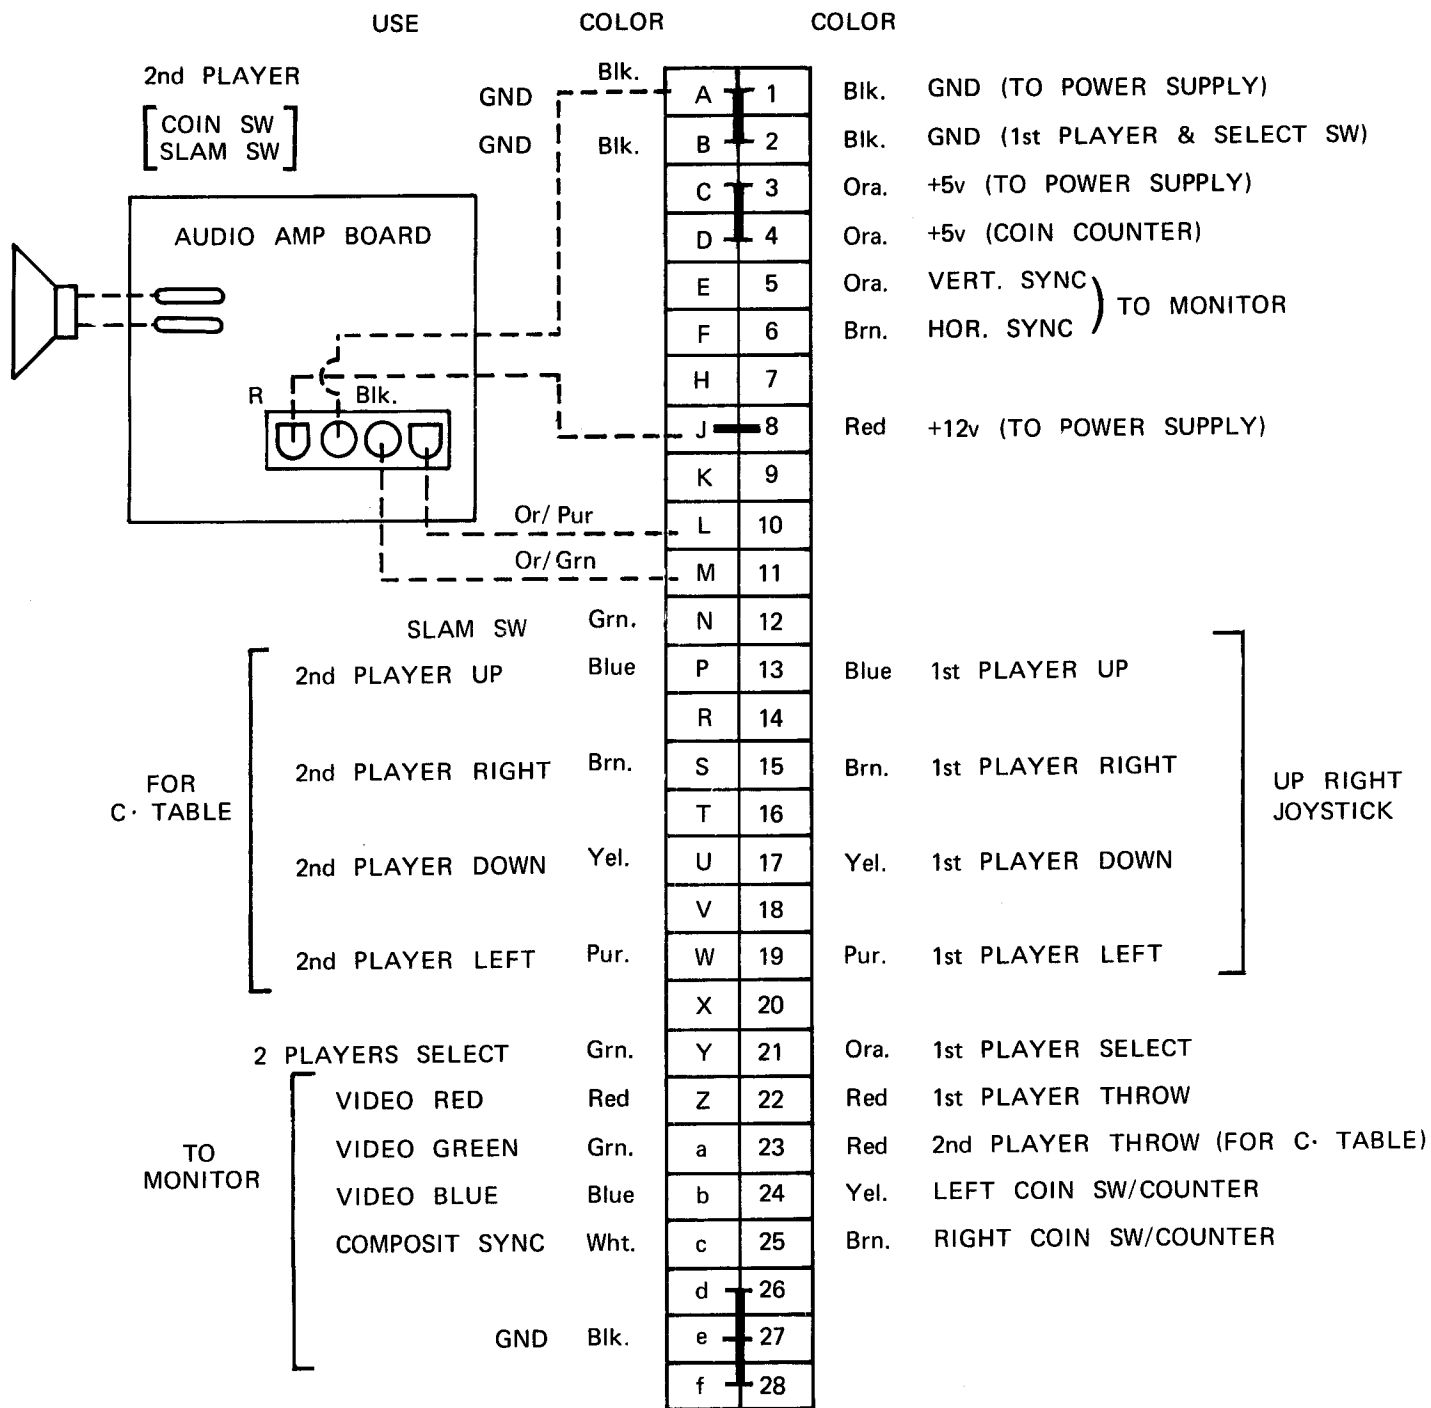 USE COLOR COLOR
2nd PLAYER
[COIN SW
SLAM SW]
GND Blk. A 1 Blk. GND (TO POWER SUPPLY)
GND Blk. B 2 Blk. GND (1st PLAYER & SELECT SW)
C 3 Ora. +5v (TO POWER SUPPLY)
AUDIO AMP BOARD
D 4 Ora. +5v (COIN COUNTER)
E 5 Ora. VERT. SYNC
F 6 Brn. HOR. SYNC
) TO MONITOR
H 7
R Blk.
J 8 Red +12v (TO POWER SUPPLY)
K 9
Or/Pur L 10
Or/Grn M 11
SLAM SW Grn. N 12
2nd PLAYER UP Blue P 13 Blue 1st PLAYER UP
R 14
2nd PLAYER RIGHT Brn. S 15 Brn. 1st PLAYER RIGHT
FOR
C· TABLE
UP RIGHT
JOYSTICK
T 16
2nd PLAYER DOWN Yel. U 17 Yel. 1st PLAYER DOWN
V 18
2nd PLAYER LEFT Pur. W 19 Pur. 1st PLAYER LEFT
X 20
2 PLAYERS SELECT Grn. Y 21 Ora. 1st PLAYER SELECT
VIDEO RED Red Z 22 Red 1st PLAYER THROW
VIDEO GREEN Grn. a 23 Red 2nd PLAYER THROW (FOR C· TABLE)
TO
MONITOR
VIDEO BLUE Blue b 24 Yel. LEFT COIN SW/COUNTER
COMPOSIT SYNC Wht. c 25 Brn. RIGHT COIN SW/COUNTER
d 26
GND Blk. e 27
f 28